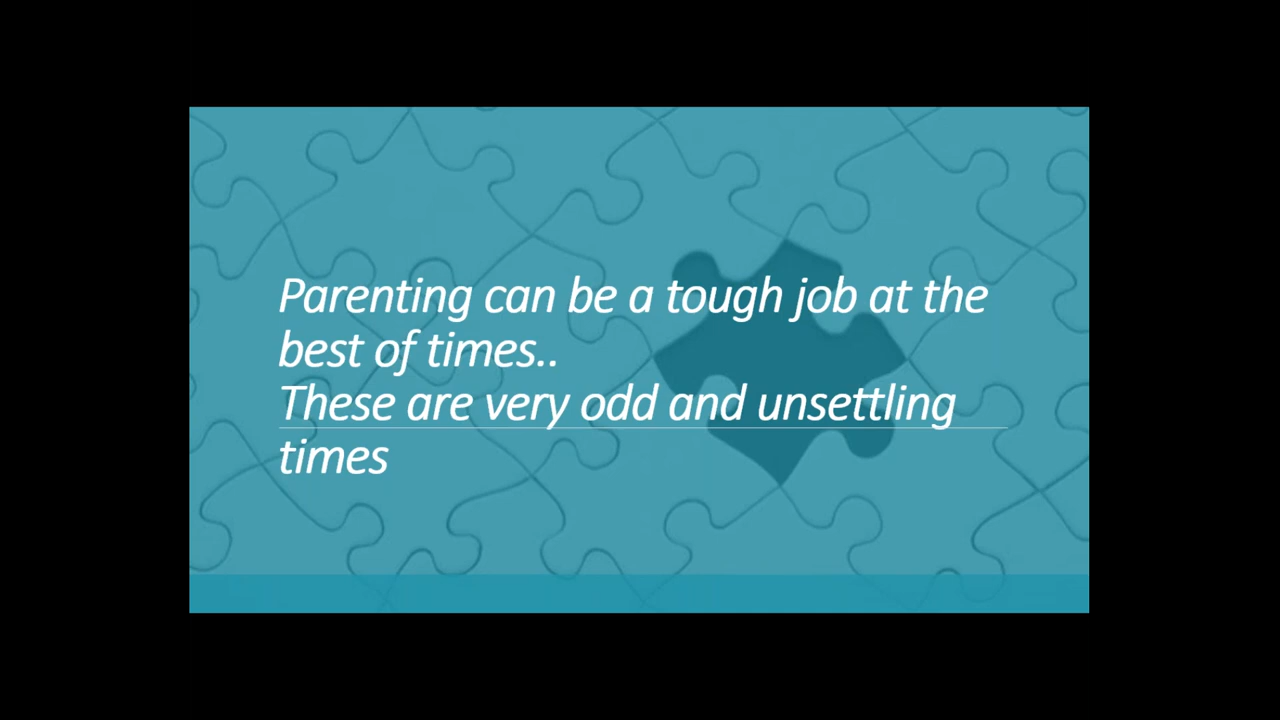 Parenting can be a tough job at the
best of times..
These are very odd and unsettling
times